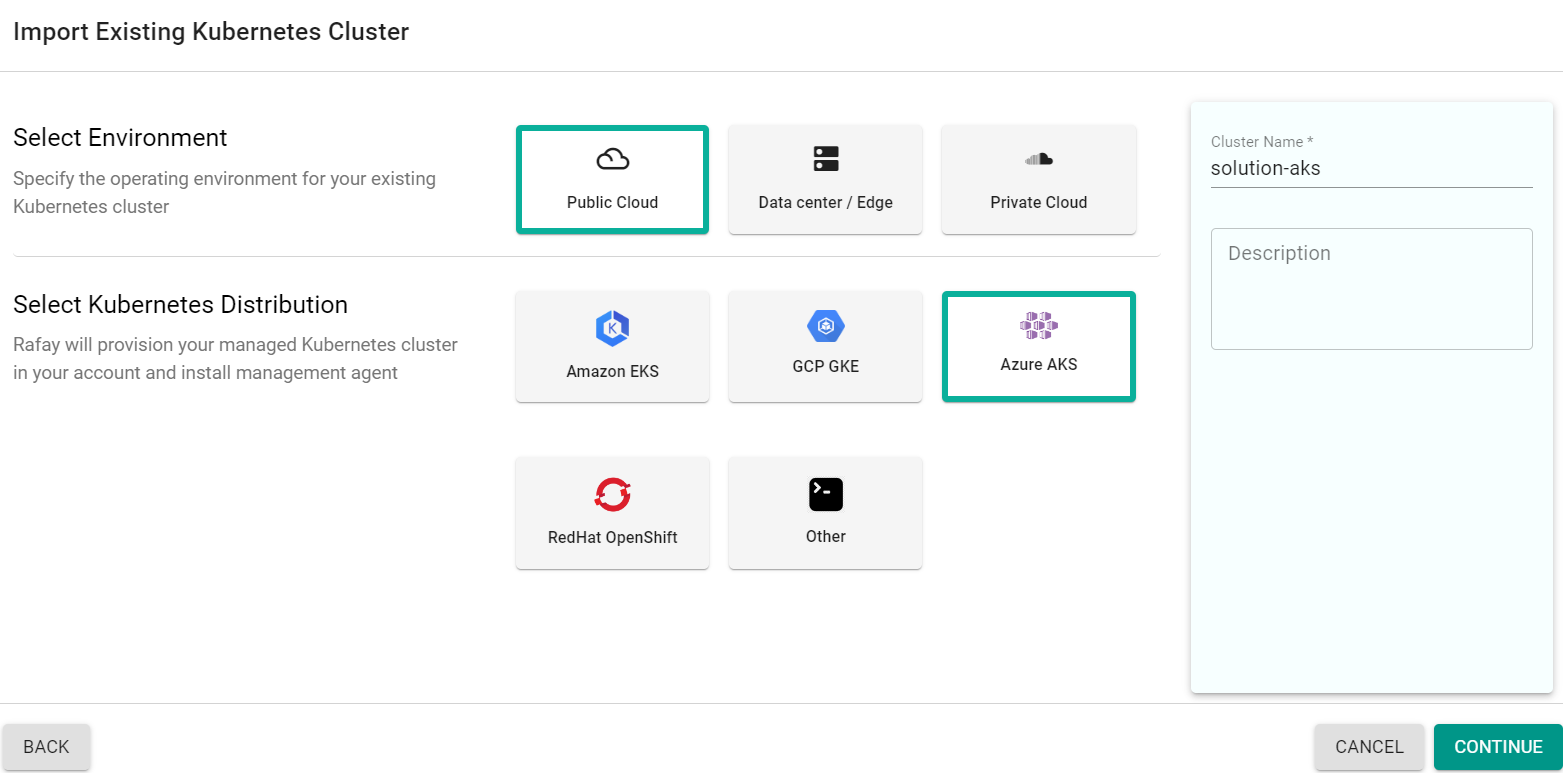 Import Existing Kubernetes Cluster
Select Environment
Specify the operating environment for your existing
Kubernetes cluster
Public Cloud
Data center / Edge
Private Cloud
Select Kubernetes Distribution
Rafay will provision your managed Kubernetes cluster
in your account and install management agent
Amazon EKS
GCP GKE
Azure AKS
RedHat OpenShift
Other
Cluster Name *
solution-aks
Description
BACK
CANCEL
CONTINUE